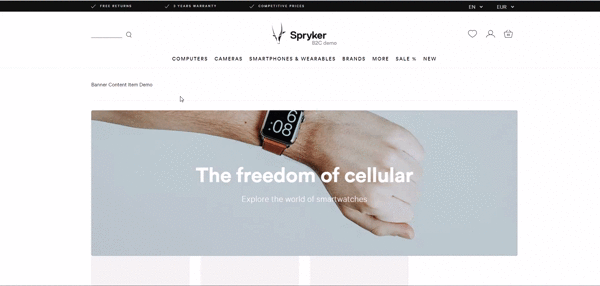 FREE RETURNS 3 YEARS WARRANTY COMPETITIVE PRICES EN EUR
Spryker
B2C demo
COMPUTERS CAMERAS SMARTPHONES & WEARABLES BRANDS MORE SALE % NEW
Banner Content Item Demo
The freedom of cellular
Explore the world of smartwatches